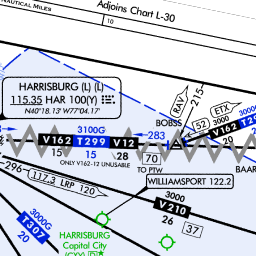 NAUTICAL MILES
Adjoins Chart L-30
10
HARRISBURG (L) (L)
115.35 HAR 100(Y)
N40°18.13' W77°04.17'
RAV
215
BOBSS
52
ETX
3000
V162 T29
20
3100G
V162 T299 V12
283
15
15
28
ONLY V162-12 UNUSABLE
70
TO PTW
BAAR
296
117.3 LRP 120
WILLIAMSPORT 122.2
3000
V210
26
37
3000G
T307
20
HARRISBURG
Capital City
(CXY) D